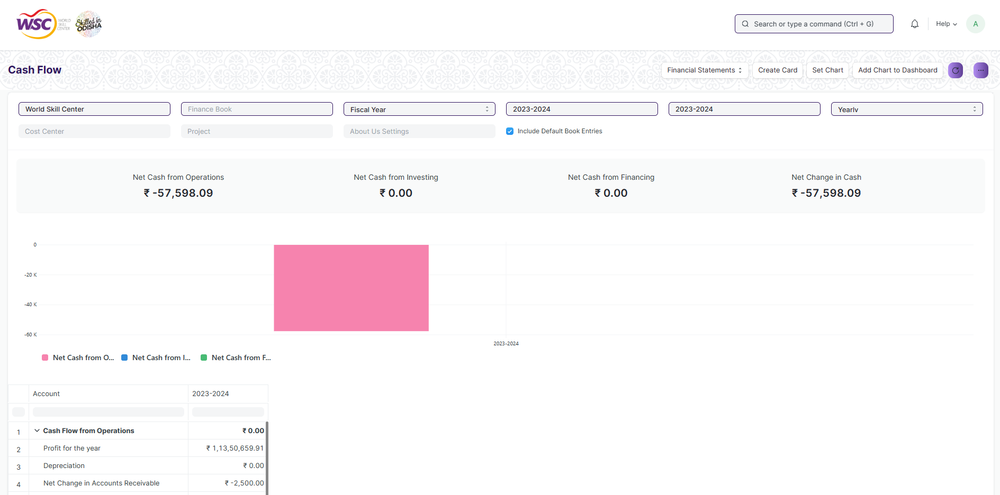 WSC WORLD SKILL CENTER Skilled in ODISHA
Search or type a command (Ctrl + G)
Help
A
Cash Flow
Financial Statements
Create Card
Set Chart
Add Chart to Dashboard
World Skill Center
Finance Book
Fiscal Year
2023-2024
2023-2024
Yearly
Cost Center
Project
About Us Settings
Include Default Book Entries
Net Cash from Operations
₹ -57,598.09
Net Cash from Investing
₹ 0.00
Net Cash from Financing
₹ 0.00
Net Change in Cash
₹ -57,598.09
0
-20 K
-40 K
-60 K
2023-2024
Net Cash from O... Net Cash from I... Net Cash from F...
Account 2023-2024
1 Cash Flow from Operations ₹ 0.00
2 Profit for the year ₹ 1,13,50,659.91
3 Depreciation ₹ 0.00
4 Net Change in Accounts Receivable ₹ -2,500.00